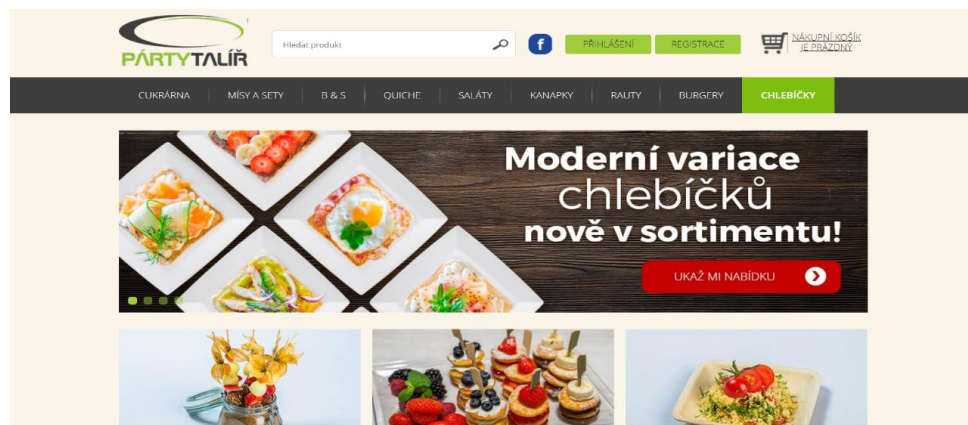 PÁRTYTALÍŘ
Hledat produkt
f
PŘIHLÁŠENÍ
REGISTRACE
NÁKUPNÍ KOŠÍK
JE PRÁZDNÝ
CUKRÁRNA
MÍSY A SETY
B & S
QUICHE
SALÁTY
KANAPKY
RAUTY
BURGERY
CHLEBÍČKY
Moderní variace
chlebíčků
nově v sortimentu!
UKAŽ MI NABÍDKU